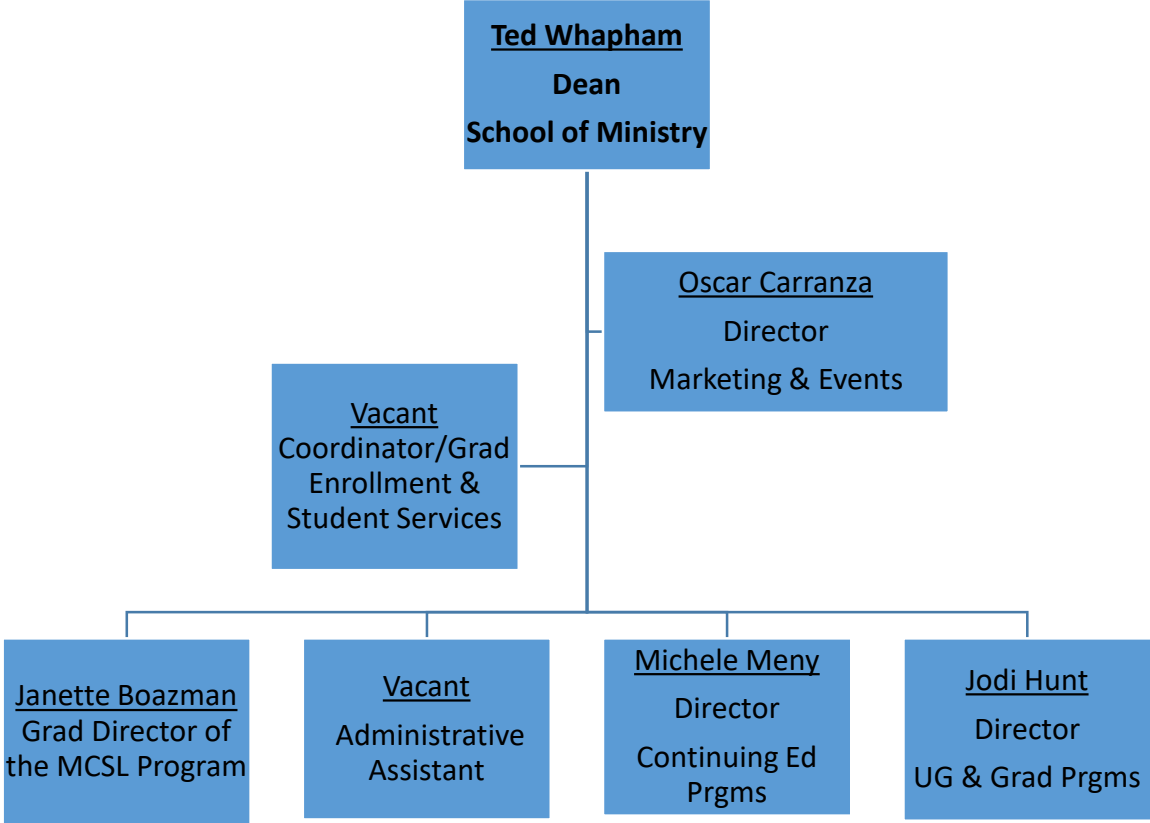 Ted Whapham
Dean
School of Ministry
Oscar Carranza
Director
Marketing & Events
Vacant
Coordinator/Grad
Enrollment &
Student Services
Janette Boazman
Grad Director of
the MCSL Program
Vacant
Administrative
Assistant
Michele Meny
Director
Continuing Ed
Prgms
Jodi Hunt
Director
UG & Grad Prgms